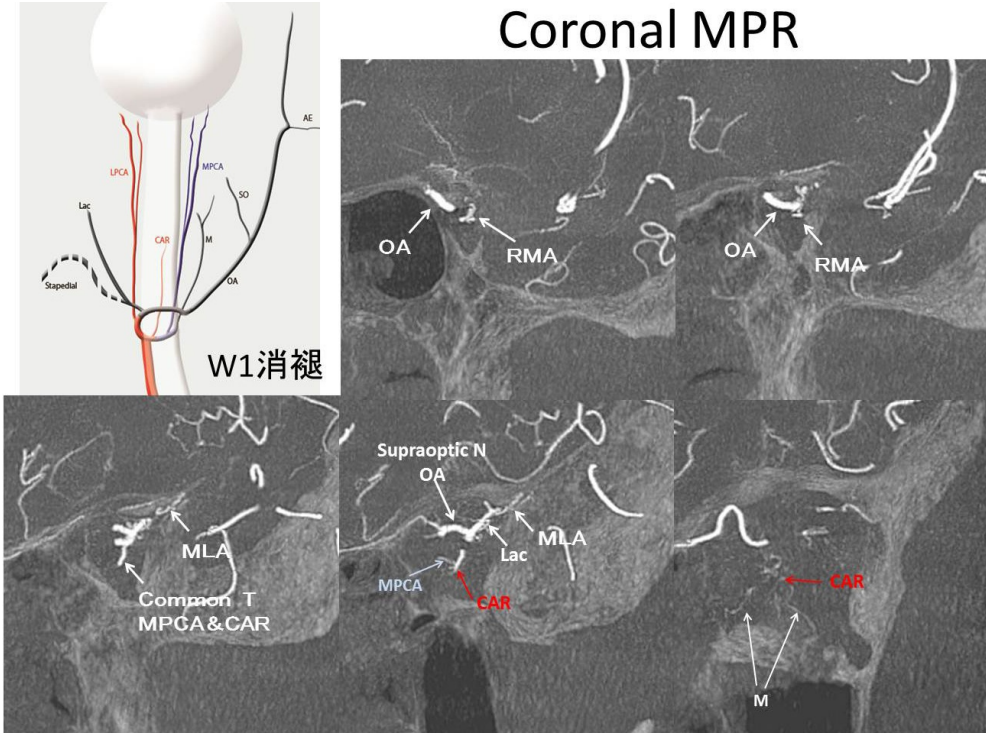 Coronal MPR
AE
LPCA
MPCA
SO
Lac
CAR
M
OA
Stapedial
W1消褪
OA
RMA
OA
RMA
MLA
Common T
MPCA&CAR
Supraoptic N
OA
MLA
Lac
MPCA
CAR
CAR
M